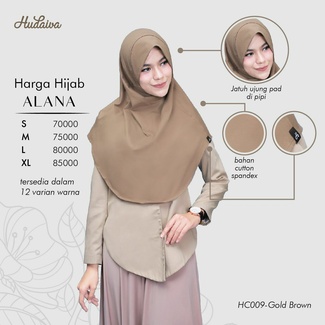 Hudaiva
Harga Hijab
ALANA
S 70000
M 75000
L 80000
XL 85000
tersedia dalam
12 varian warna
Jatuh ujung pad
di pipi
bahan
cutton
spandex
HC009-Gold Brown